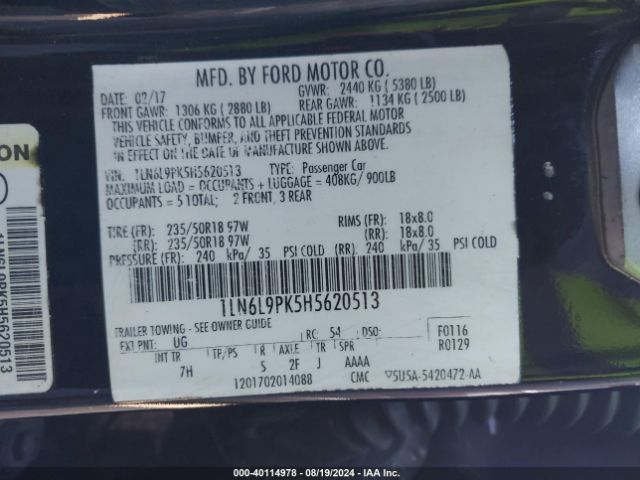 MFD. BY FORD MOTOR CO.
DATE: 02/17 GVWR: 2440 KG ( 5380 LB)
FRONT GAWR: 1306 KG ( 2880 LB) REAR GAWR: 1134 KG ( 2500 LB)
THIS VEHICLE CONFORMS TO ALL APPLICABLE FEDERAL MOTOR
VEHICLE SAFETY, BUMPER, AND THEFT PREVENTION STANDARDS
IN EFFECT ON THE DATE OF MANUFACTURE SHOWN ABOVE.
VIN: 1LN6L9PK5H5620513 TYPE: Passenger Car
MAXIMUM LOAD = OCCUPANTS + LUGGAGE = 408KG/ 900LB
OCCUPANTS = 5 TOTAL; 2 FRONT, 3 REAR
TIRE (FR): 235/50R18 97W RIMS (FR): 18x8.0
(RR): 235/50R18 97W (RR): 18x8.0
PRESSURE (FR): 240 kPa/ 35 PSI COLD (RR): 240 kPa/ 35 PSI COLD
1LN6L9PK5H5620513
TRAILER TOWING - SEE OWNER GUIDE
EXT PNT: UG RC: 54 DSO: F0116
R0129
INT TR TP/PS R AXLE TR SPR
7H S 2F J AAAA
1201702014088 CMC 5U5A-5420472-AA
ON
1LN6L9PK5H5620513
000 - 40114978 - 08/19/2024 - IAA Inc.